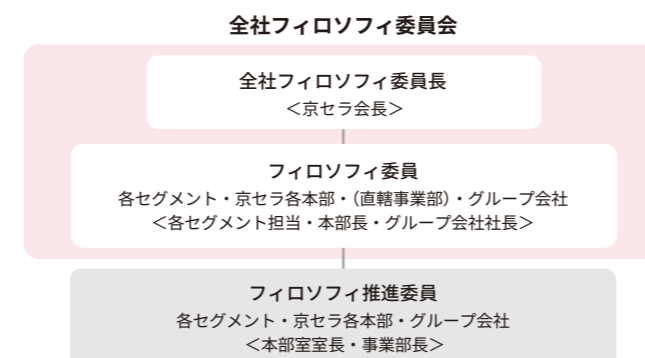 全社フィロソフィ委員会
全社フィロソフィ委員長
＜京セラ会長＞
フィロソフィ委員
各セグメント・京セラ各本部・（直轄事業部）・グループ会社
＜各セグメント担当・本部長・グループ会社社長＞
フィロソフィ推進委員
各セグメント・京セラ各本部・グループ会社
＜本部室室長・事業部長＞